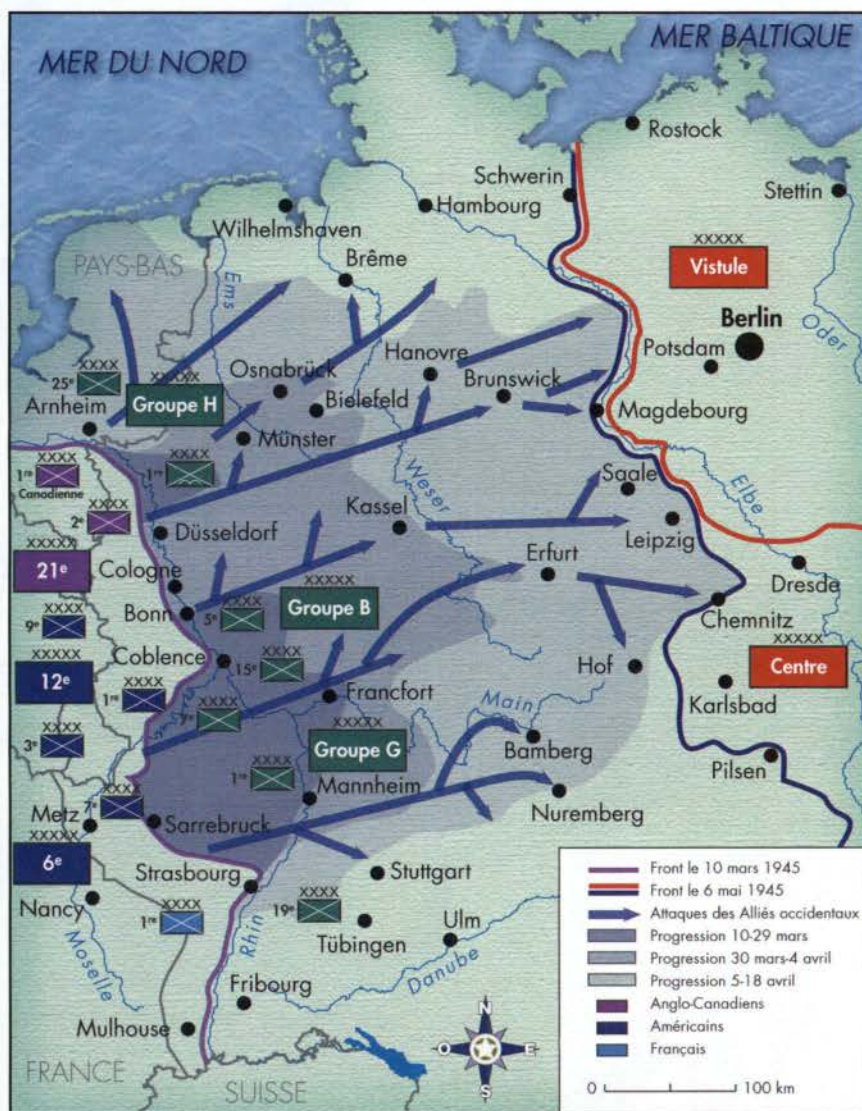 MER DU NORD
MER BALTIQUE
Rostock
Schwerin
Hambourg
Stettin
Wilhelmshaven
Brême
PAYS-BAS
Ems
XXXXX
Vistule
Berlin
Potsdam
Oder
Hanovre
Osnabrück
Brunswick
XXXX
25e
XXXXX
Groupe H
Arnheim
Bielefeld
Magdebourg
Münster
XXXX
1re
Canadienne
XXXX
1re
Weser
Saale
Elbe
XXXX
2e
Kassel
Düsseldorf
Leipzig
XXXXX
21e
Cologne
Erfurt
Dresde
Bonn
XXXX
5e
XXXXX
Groupe B
Chemnitz
XXXX
9e
Coblence
XXXX
15e
Hof
XXXXX
Centre
XXXXX
12e
XXXX
1re
Francfort
Main
Karlsbad
XXXX
7e
XXXX
3e
XXXXX
Groupe G
Bamberg
Pilsen
XXXX
1re
Mannheim
Metz
XXXX
7e
Sarrebruck
Nuremberg
XXXXX
6e
Strasbourg
Stuttgart
Nancy
XXXX
1re
XXXX
19e
Tübingen
Ulm
Moselle
Rhin
Danube
Fribourg
Mulhouse
FRANCE
SUISSE
N
O
E
S
Front le 10 mars 1945
Front le 6 mai 1945
Attaques des Alliés occidentaux
Progression 10-29 mars
Progression 30 mars-4 avril
Progression 5-18 avril
Anglo-Canadiens
Américains
Français
0 100 km